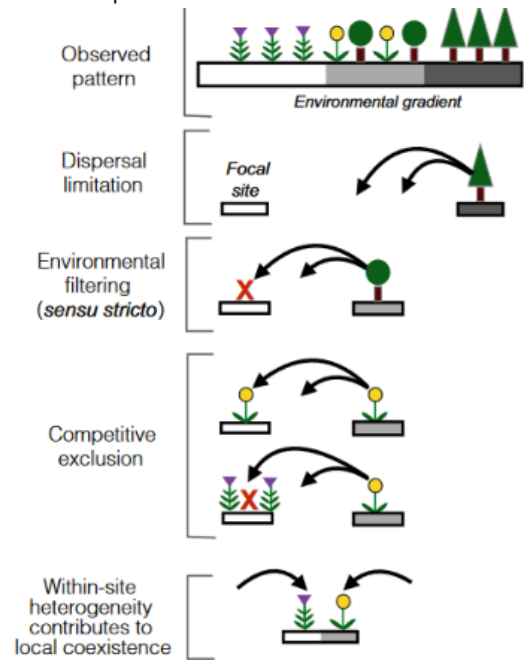 Observed
pattern
Environmental gradient
Dispersal
limitation
Focal
site
Environmental
filtering
(sensu stricto)
X
Competitive
exclusion
X
Within-site
heterogeneity
contributes to
local coexistence